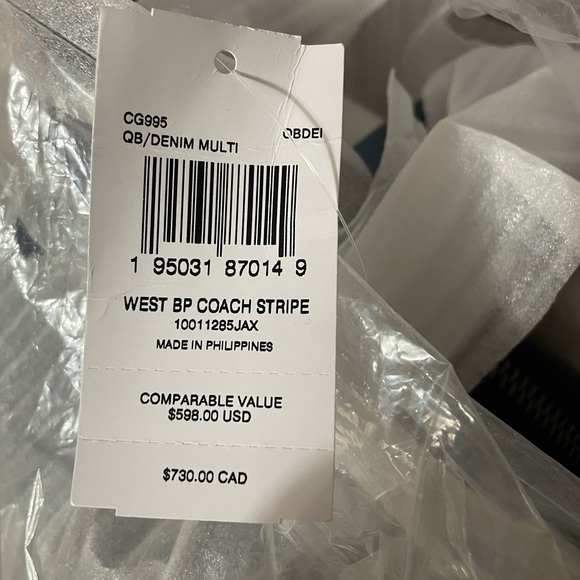 CG995
QB/DENIM MULTI QBDEI
1 95031 87014 9
WEST BP COACH STRIPE
10011285JAX
MADE IN PHILIPPINES
COMPARABLE VALUE
$598.00 USD
$730.00 CAD